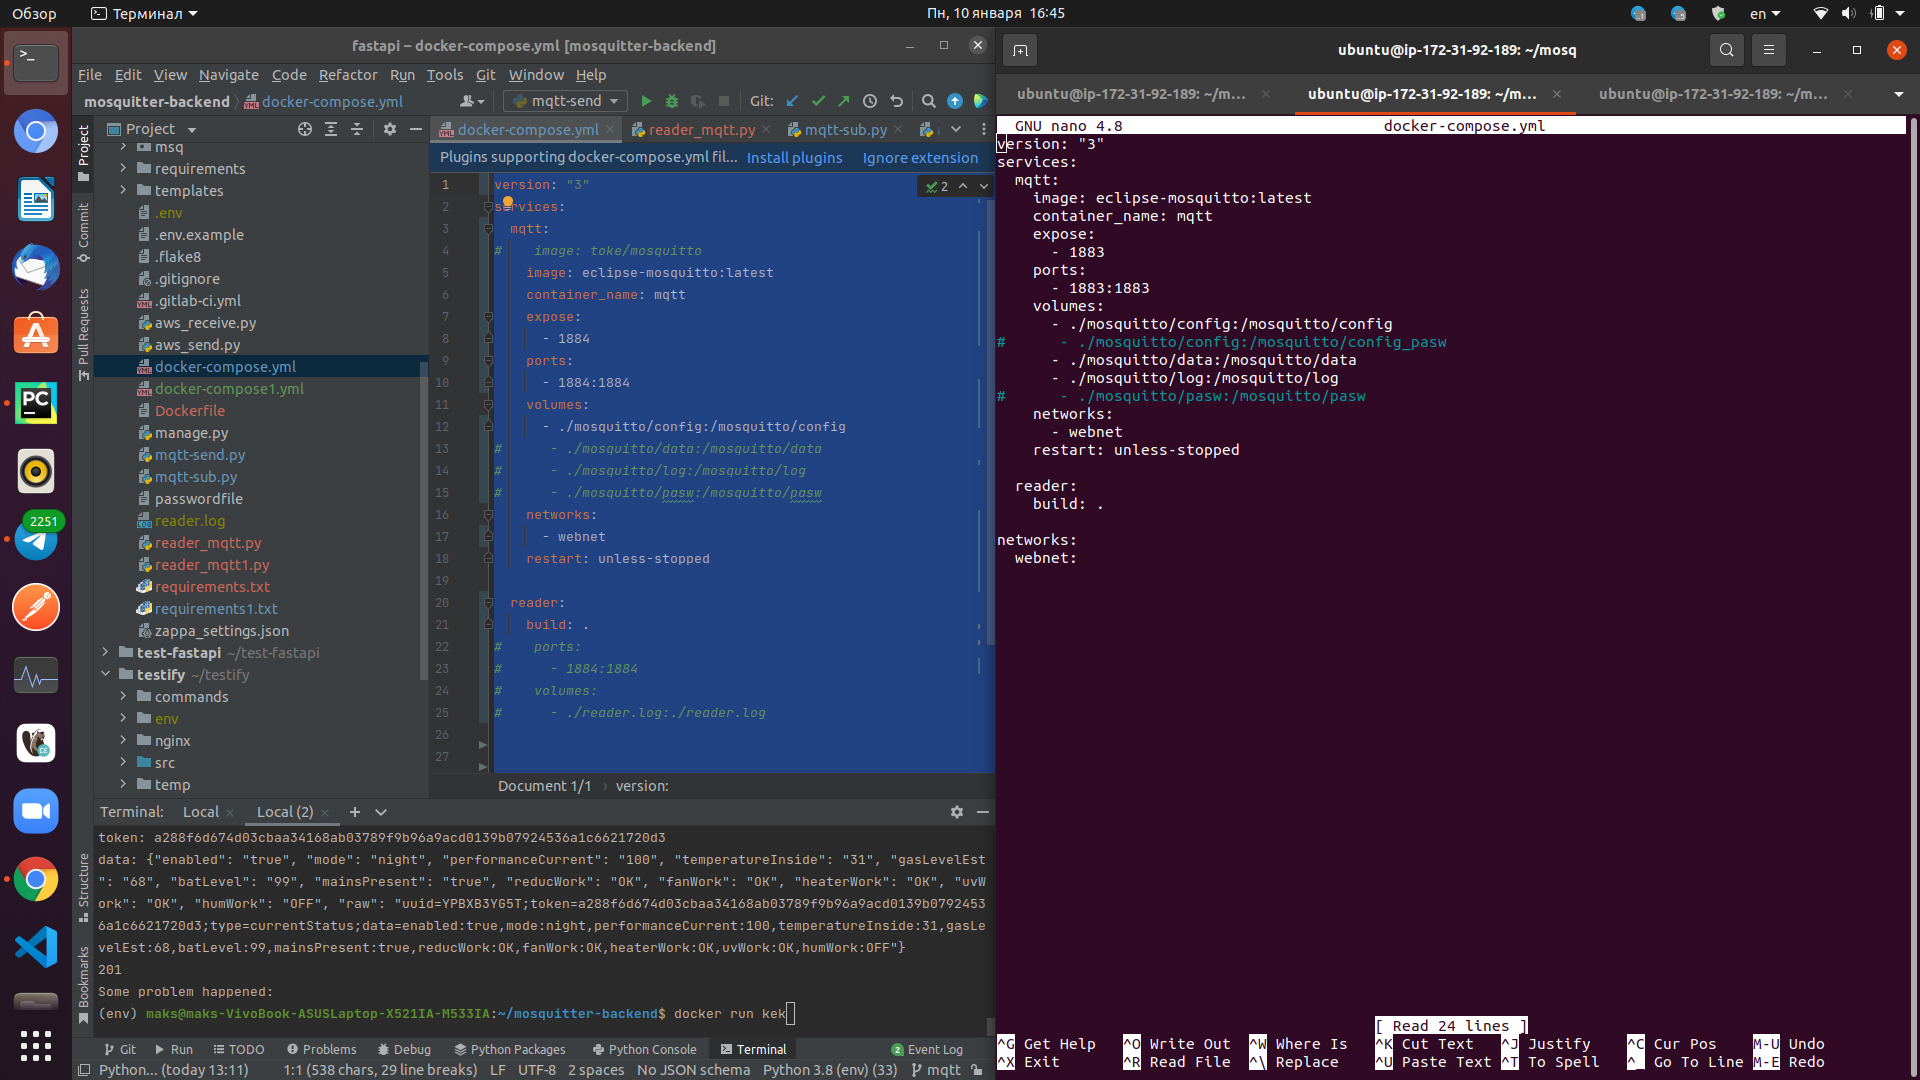 Обзор
Терминал
Пн, 10 января 16:45
en
fastapi – docker-compose.yml [mosquitter-backend]
File Edit View Navigate Code Refactor Run Tools Git Window Help
mosquitter-backend docker-compose.yml
mqtt-send
Git:
Project
docker-compose.yml
reader_mqtt.py
mqtt-sub.py
Plugins supporting docker-compose.yml fil... Install plugins Ignore extension
Project
Commit
Pull Requests
Structure
Bookmarks
msq
requirements
templates
.env
.env.example
.flake8
.gitignore
.gitlab-ci.yml
aws_receive.py
aws_send.py
docker-compose.yml
docker-compose1.yml
Dockerfile
manage.py
mqtt-send.py
mqtt-sub.py
passwordfile
reader.log
reader_mqtt.py
reader_mqtt1.py
requirements.txt
requirements1.txt
zappa_settings.json
test-fastapi ~/test-fastapi
testify ~/testify
commands
env
nginx
src
temp
2251
2
1 version: "3"
2 services:
3 mqtt:
4 # image: toke/mosquitto
5 image: eclipse-mosquitto:latest
6 container_name: mqtt
7 expose:
8 - 1884
9 ports:
10 - 1884:1884
11 volumes:
12 - ./mosquitto/config:/mosquitto/config
13 # - ./mosquitto/data:/mosquitto/data
14 # - ./mosquitto/log:/mosquitto/log
15 # - ./mosquitto/pasw:/mosquitto/pasw
16 networks:
17 - webnet
18 restart: unless-stopped
19
20 reader:
21 build: .
22 # ports:
23 # - 1884:1884
24 # volumes:
25 # - ./reader.log:./reader.log
26
27
Document 1/1 version:
Terminal: Local Local (2)
token: a288f6d674d03cbaa34168ab03789f9b96a9acd0139b07924536a1c6621720d3
data: {"enabled": "true", "mode": "night", "performanceCurrent": "100", "temperatureInside": "31", "gasLevelEst
": "68", "batLevel": "99", "mainsPresent": "true", "reducWork": "OK", "fanWork": "OK", "heaterWork": "OK", "uvW
ork": "OK", "humWork": "OFF", "raw": "uuid=YPBXB3YG5T;token=a288f6d674d03cbaa34168ab03789f9b96a9acd0139b0792453
6a1c6621720d3;type=currentStatus;data=enabled:true,mode:night,performanceCurrent:100,temperatureInside:31,gasLe
velEst:68,batLevel:99,mainsPresent:true,reducWork:OK,fanWork:OK,heaterWork:OK,uvWork:OK,humWork:OFF"}
201
Some problem happened:
(env) maks@maks-VivoBook-ASUSLaptop-X521IA-M533IA:~/mosquitter-backend$ docker run kek
Git Run TODO Problems Debug Python Packages Python Console Terminal 2 Event Log
Python... (today 13:11) 1:1 (538 chars, 29 line breaks) LF UTF-8 2 spaces No JSON schema Python 3.8 (env) (33) mqtt
ubuntu@ip-172-31-92-189: ~/mosq
ubuntu@ip-172-31-92-189: ~/m...
ubuntu@ip-172-31-92-189: ~/m...
ubuntu@ip-172-31-92-189: ~/m...
GNU nano 4.8 docker-compose.yml
version: "3"
services:
mqtt:
image: eclipse-mosquitto:latest
container_name: mqtt
expose:
- 1883
ports:
- 1883:1883
volumes:
- ./mosquitto/config:/mosquitto/config
# - ./mosquitto/config:/mosquitto/config_pasw
- ./mosquitto/data:/mosquitto/data
- ./mosquitto/log:/mosquitto/log
# - ./mosquitto/pasw:/mosquitto/pasw
networks:
- webnet
restart: unless-stopped
reader:
build: .
networks:
webnet:
[ Read 24 lines ]
^G Get Help ^O Write Out ^W Where Is ^K Cut Text ^J Justify ^C Cur Pos M-U Undo
^X Exit ^R Read File ^\ Replace ^U Paste Text ^T To Spell ^_ Go To Line M-E Redo